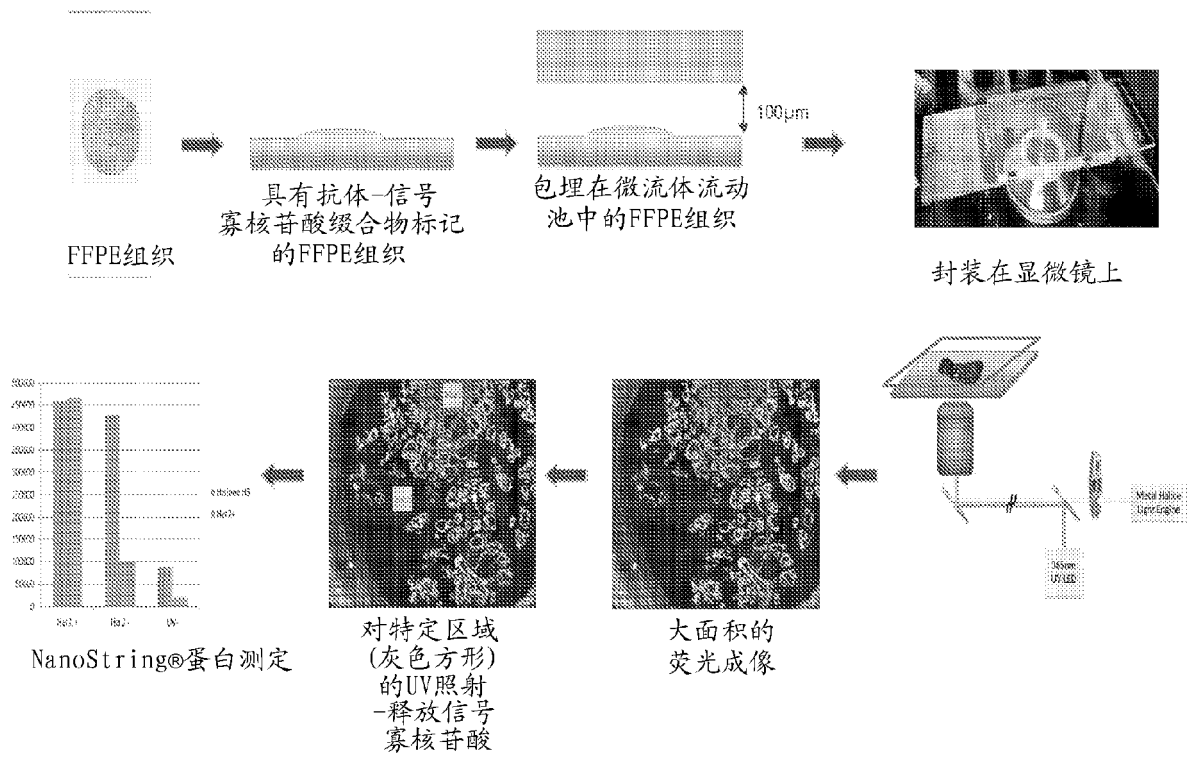 FFPE组织
具有抗体-信号
寡核苷酸缀合物标记
的FFPE组织
100μm
包埋在微流体流动
池中的FFPE组织
封装在显微镜上
Metal Halide
Light Engine
UV LED
大面积的
荧光成像
对特定区域
(灰色方形)
的UV照射
-释放信号
寡核苷酸
0
NanoString®蛋白测定